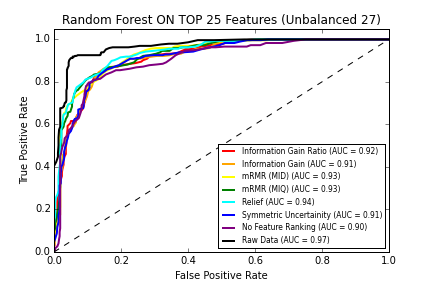 Random Forest ON TOP 25 Features (Unbalanced 27)
True Positive Rate
1.0
0.8
0.6
0.4
0.2
0.0
Information Gain Ratio (AUC = 0.92)
Information Gain (AUC = 0.91)
mRMR (MID) (AUC = 0.93)
mRMR (MIQ) (AUC = 0.93)
Relief (AUC = 0.94)
Symmetric Uncertainity (AUC = 0.91)
No Feature Ranking (AUC = 0.90)
Raw Data (AUC = 0.97)
0.0 0.2 0.4 0.6 0.8 1.0
False Positive Rate